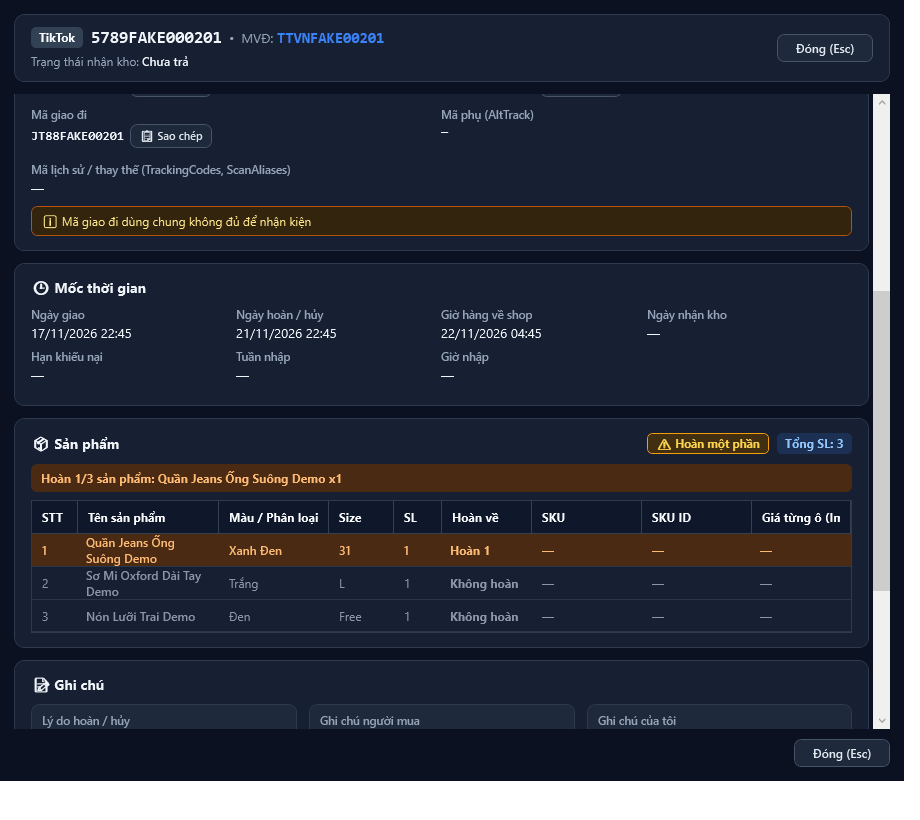 TikTok 5789FAKE000201 • MVĐ: TTVNFAKE00201
Trạng thái nhận kho: Chưa trả
Đóng (Esc)
Mã giao đi
Mã phụ (AltTrack)
JT88FAKE00201 Sao chép
—
Mã lịch sử / thay thế (TrackingCodes, ScanAliases)
—
Mã giao đi dùng chung không đủ để nhận kiện
Mốc thời gian
Ngày giao Ngày hoàn / hủy Giờ hàng về shop Ngày nhận kho
17/11/2026 22:45 21/11/2026 22:45 22/11/2026 04:45 —
Hạn khiếu nại Tuần nhập Giờ nhập
— — —
Sản phẩm Hoàn một phần Tổng SL: 3
Hoàn 1/3 sản phẩm: Quần Jeans Ống Suông Demo x1
STT Tên sản phẩm Màu / Phân loại Size SL Hoàn về SKU SKU ID Giá từng ô (In
1 Quần Jeans Ống Suông Demo Xanh Đen 31 1 Hoàn 1 — — —
2 Sơ Mi Oxford Dài Tay Demo Trắng L 1 Không hoàn — — —
3 Nón Lưỡi Trai Demo Đen Free 1 Không hoàn — — —
Ghi chú
Lý do hoàn / hủy Ghi chú người mua Ghi chú của tôi
Đóng (Esc)